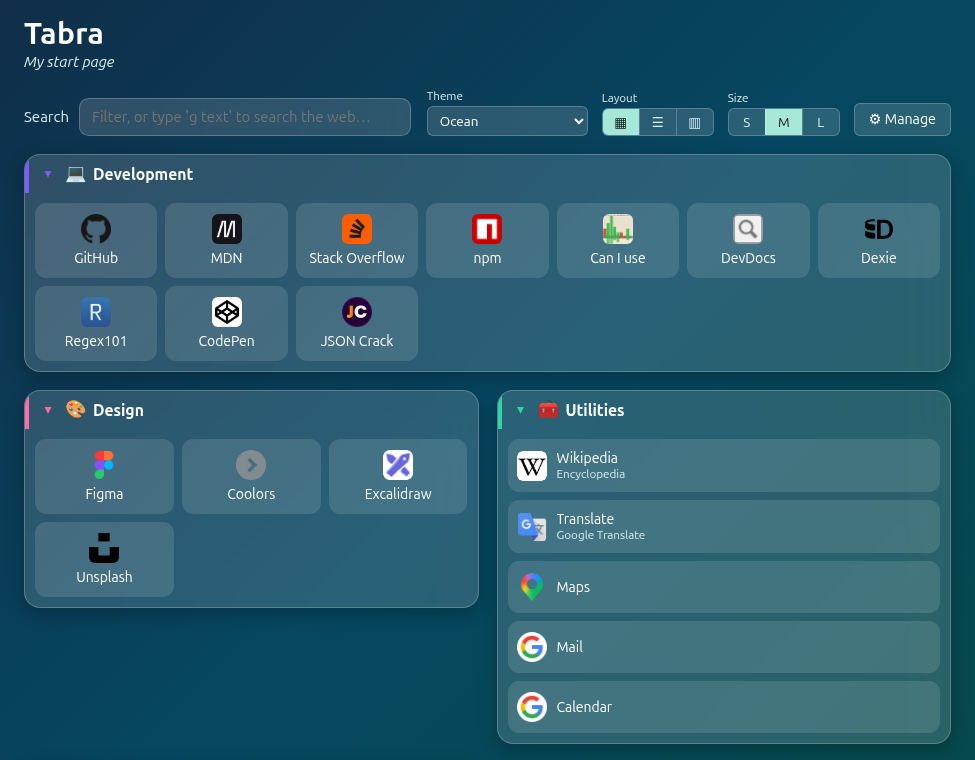 Tabra
My start page
Search
Filter, or type 'g text' to search the web…
Theme
Ocean
Layout
Size
S
M
L
⚙ Manage
Development
GitHub
MDN
Stack Overflow
npm
Can I use
DevDocs
Dexie
Regex101
CodePen
JSON Crack
Design
Figma
Coolors
Excalidraw
Unsplash
Utilities
Wikipedia
Encyclopedia
Translate
Google Translate
Maps
Mail
Calendar